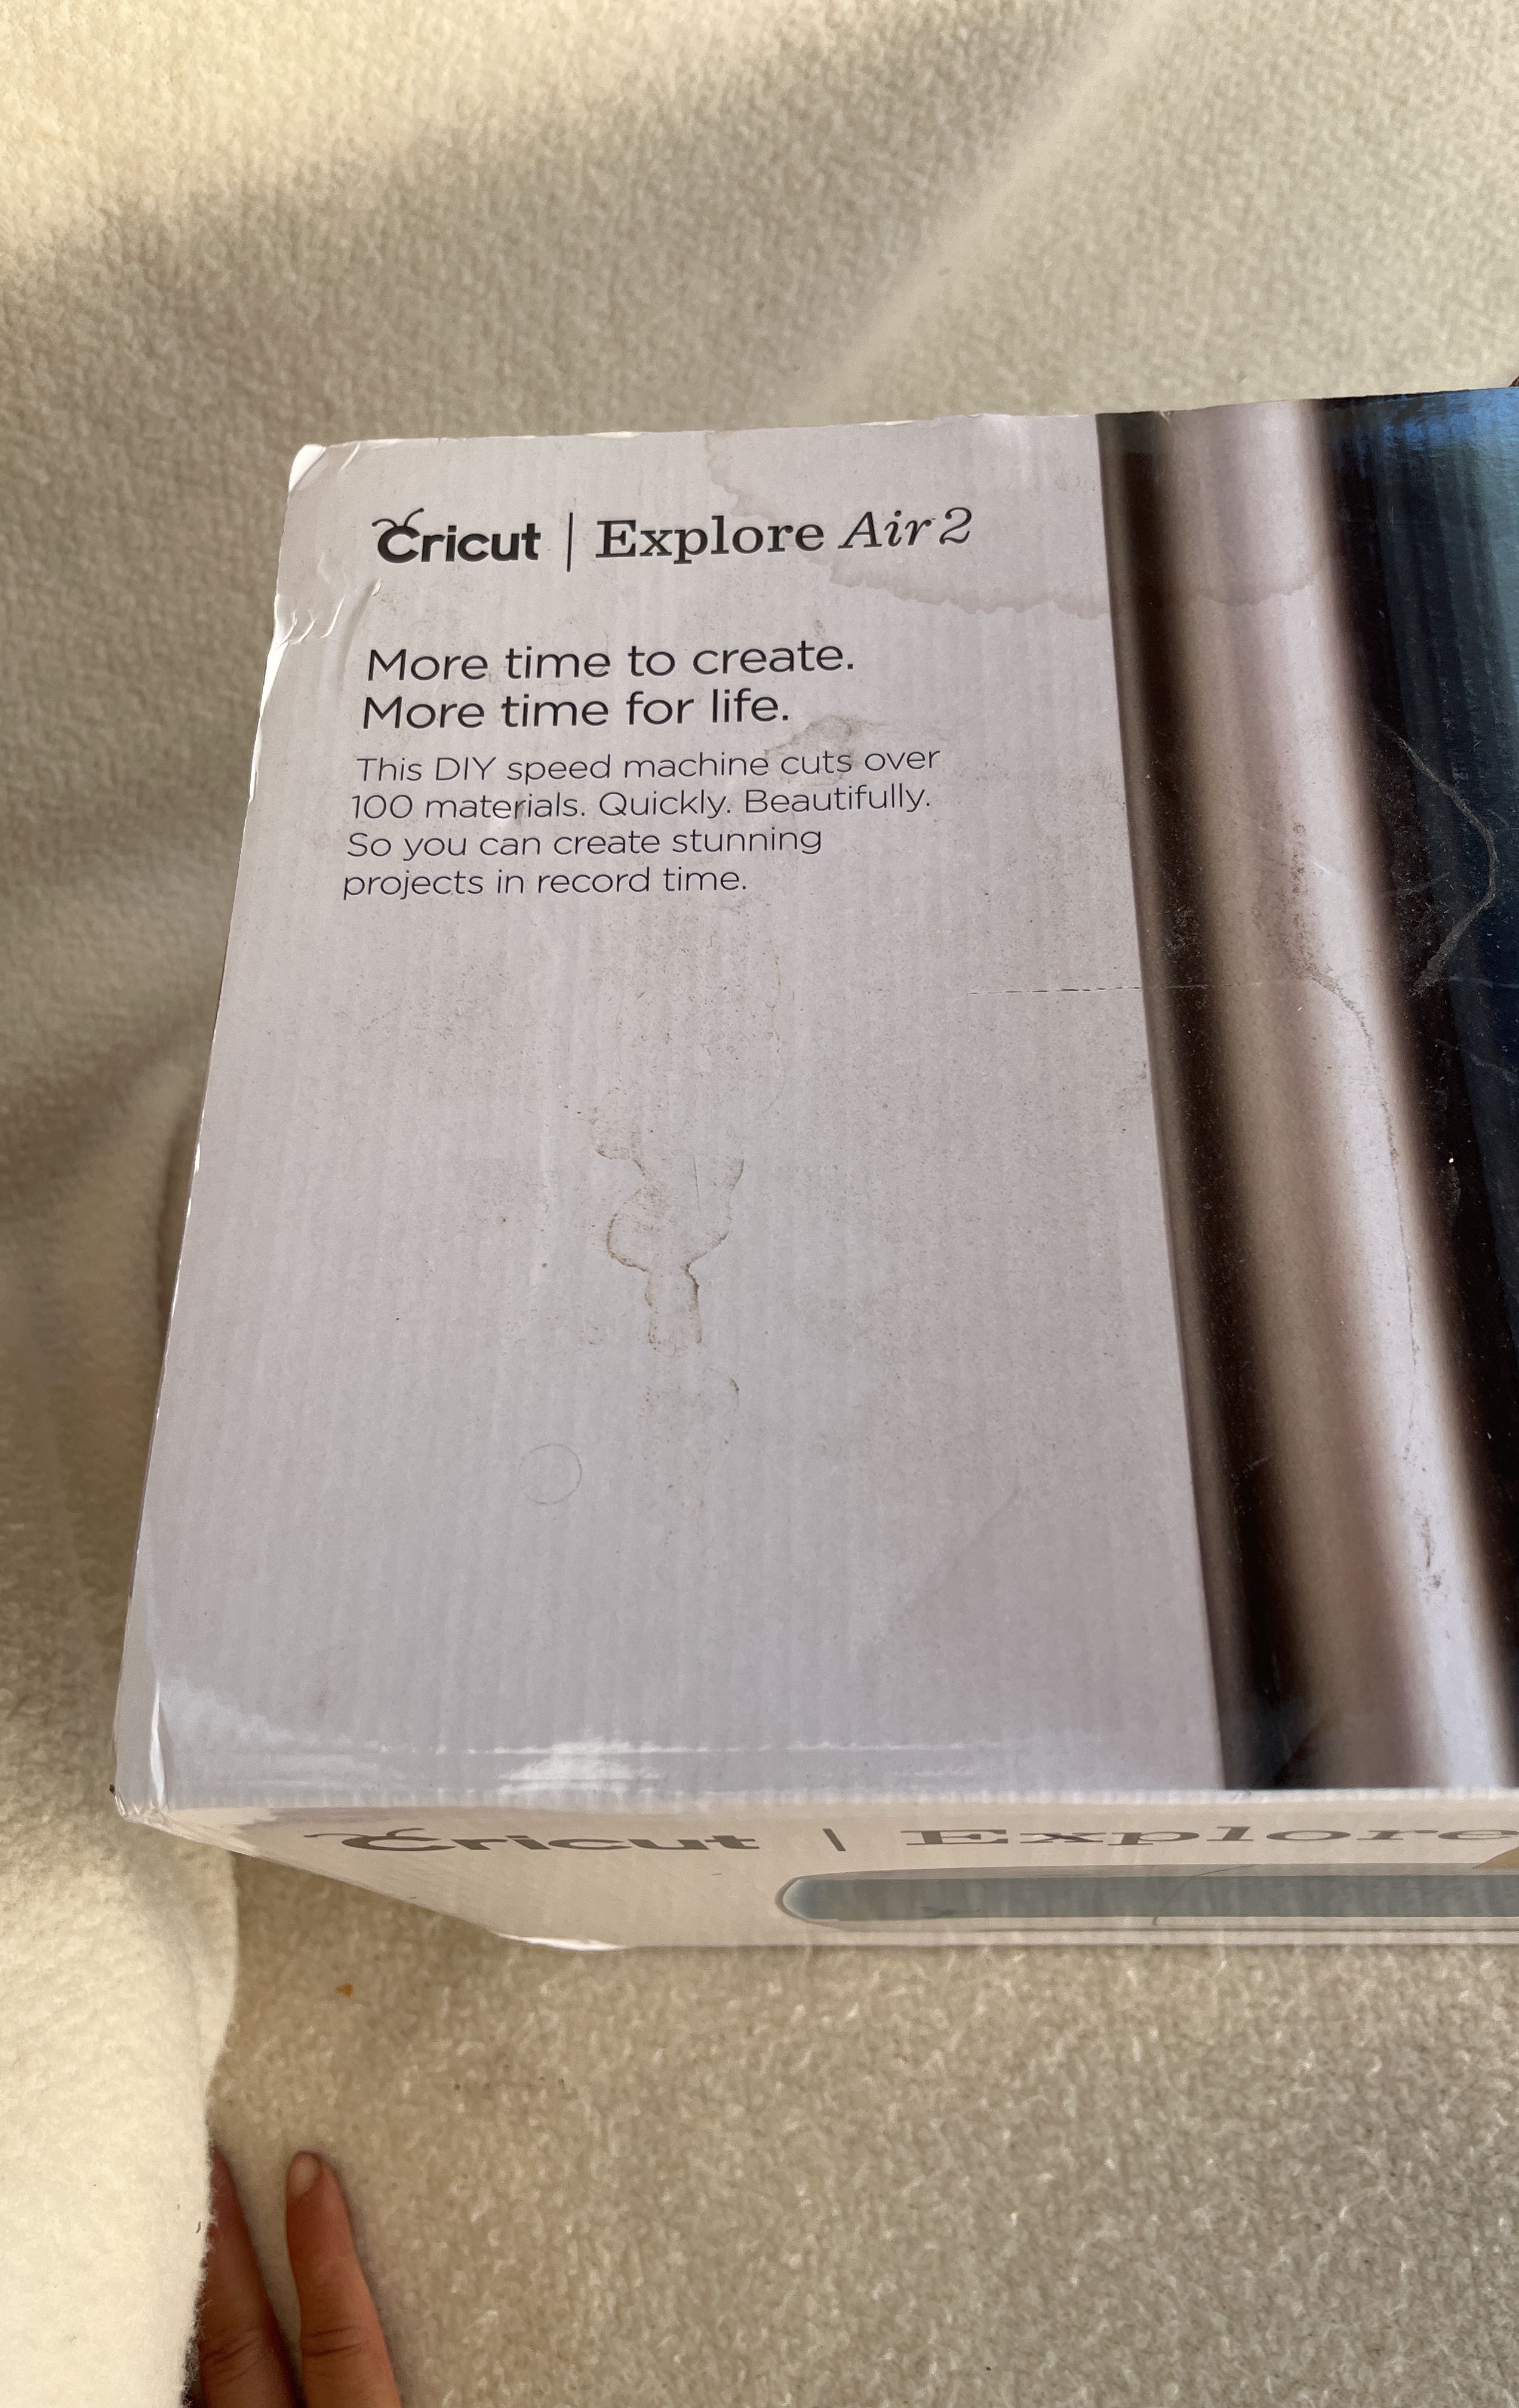 Cricut | Explore Air 2
More time to create.
More time for life.
This DIY speed machine cuts over
100 materials. Quickly. Beautifully.
So you can create stunning
projects in record time.
Cricut | Explore